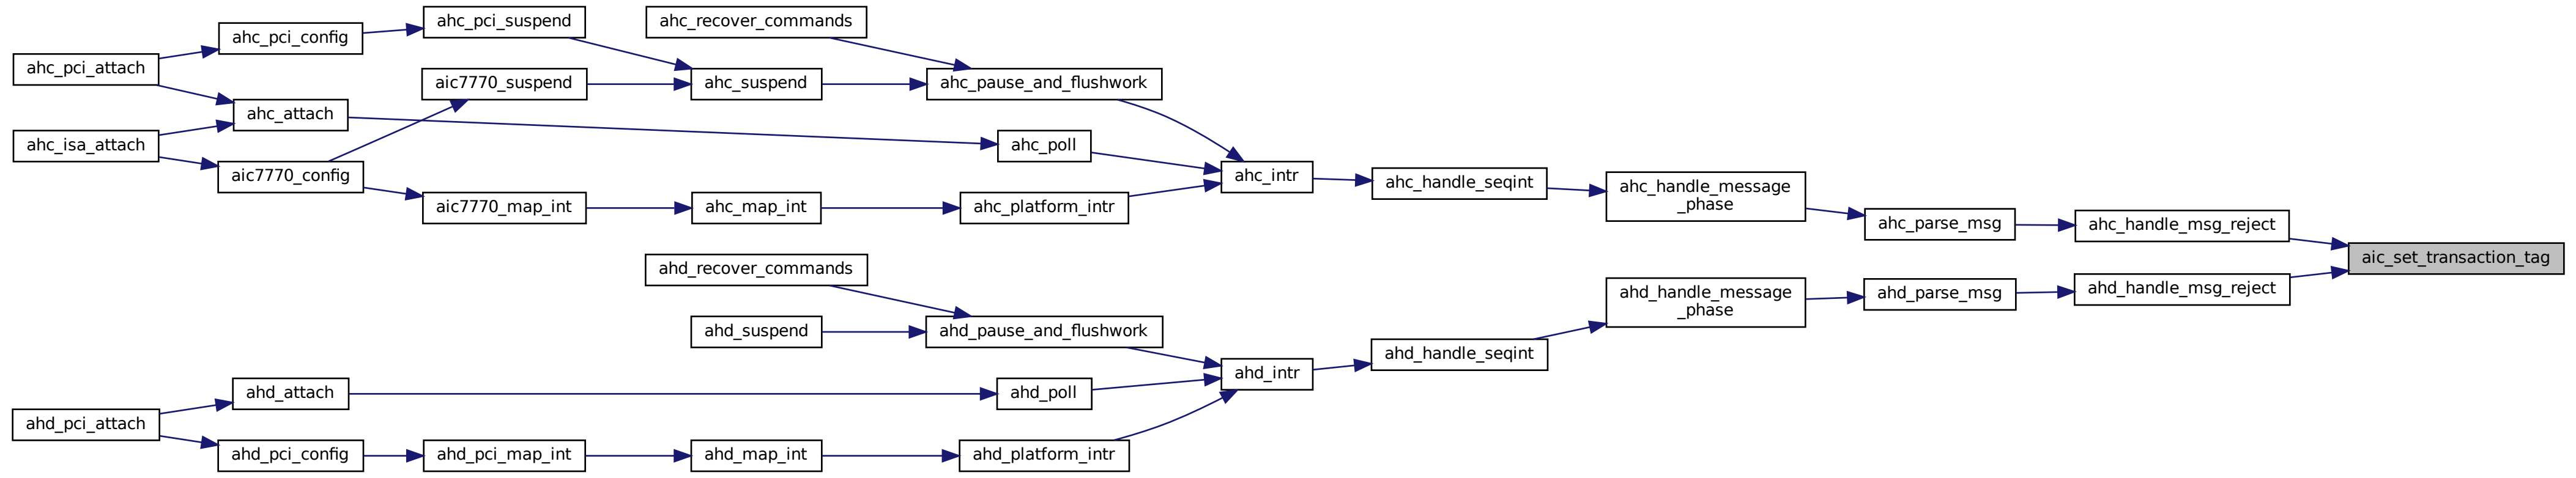 ahc_pci_attach
ahc_isa_attach
ahc_pci_config
ahc_attach
aic7770_config
ahc_pci_suspend
aic7770_suspend
aic7770_map_int
ahc_recover_commands
ahc_suspend
ahc_map_int
ahc_pause_and_flushwork
ahc_poll
ahc_platform_intr
ahc_intr
ahc_handle_seqint
ahc_handle_message
_phase
ahc_parse_msg
ahc_handle_msg_reject
aic_set_transaction_tag
ahd_pci_attach
ahd_attach
ahd_pci_config
ahd_pci_map_int
ahd_recover_commands
ahd_suspend
ahd_map_int
ahd_pause_and_flushwork
ahd_poll
ahd_platform_intr
ahd_intr
ahd_handle_seqint
ahd_handle_message
_phase
ahd_parse_msg
ahd_handle_msg_reject